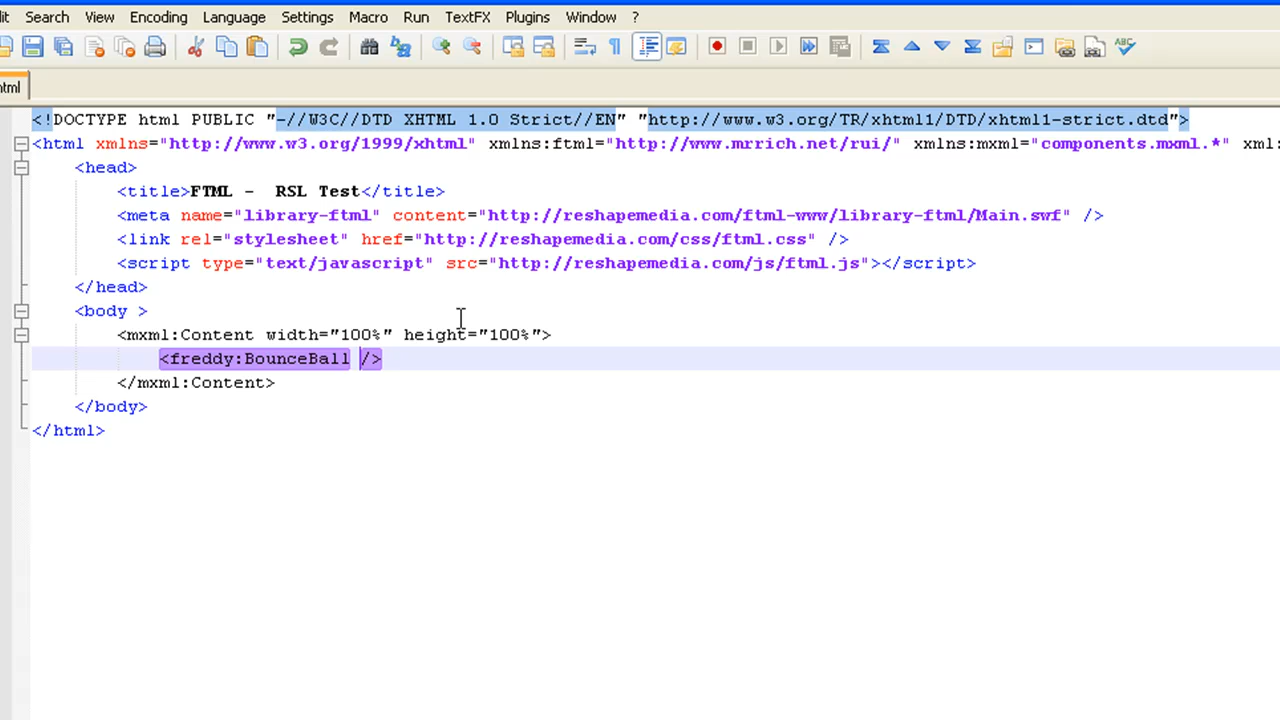 it Search View Encoding Language Settings Macro Run TextFX Plugins Window ?
ABC
html
<!DOCTYPE html PUBLIC "-//W3C//DTD XHTML 1.0 Strict//EN" "http://www.w3.org/TR/xhtml1/DTD/xhtml1-strict.dtd">
<html xmlns="http://www.w3.org/1999/xhtml" xmlns:ftml="http://www.mrrich.net/rui/" xmlns:mxml="components.mxml.*" xml:
<head>
<title>FTML - RSL Test</title>
<meta name="library-ftml" content="http://reshapemedia.com/ftml-www/library-ftml/Main.swf" />
<link rel="stylesheet" href="http://reshapemedia.com/css/ftml.css" />
<script type="text/javascript" src="http://reshapemedia.com/js/ftml.js"></script>
</head>
<body >
<mxml:Content width="100%" height="100%">
<freddy:BounceBall />
</mxml:Content>
</body>
</html>